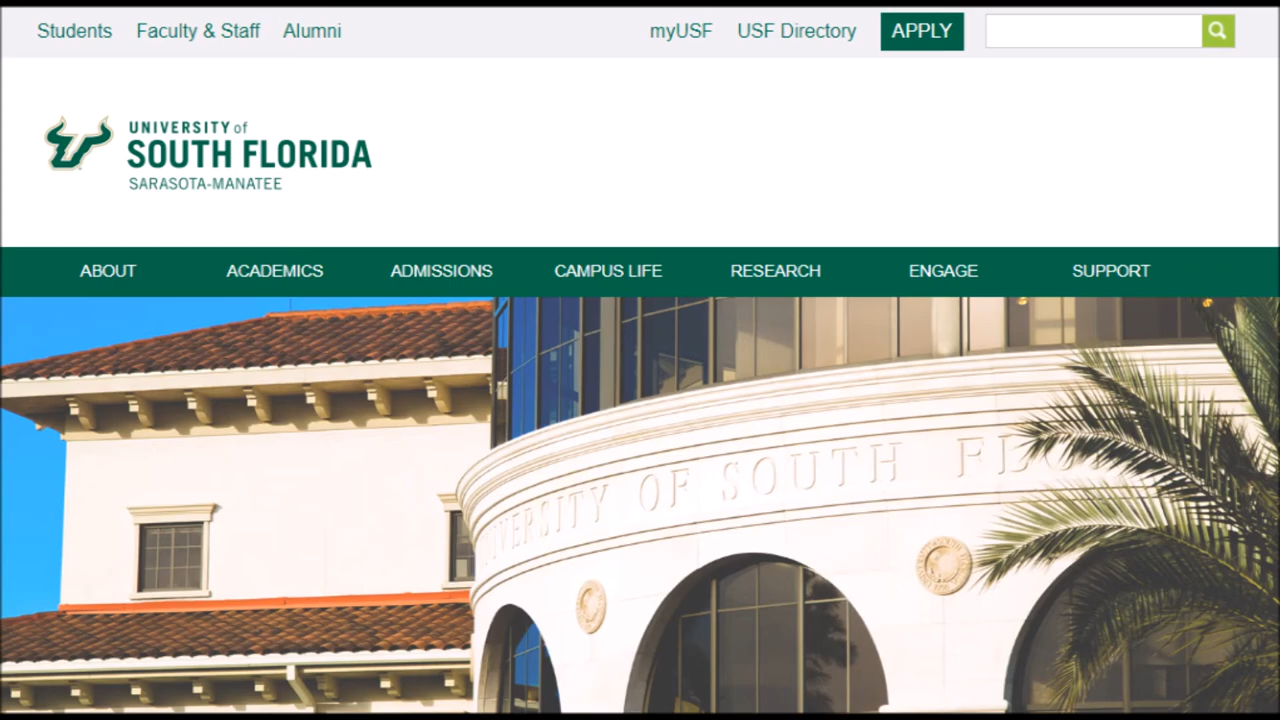 Students Faculty & Staff Alumni myUSF USF Directory APPLY
UNIVERSITY of
SOUTH FLORIDA
SARASOTA-MANATEE
ABOUT ACADEMICS ADMISSIONS CAMPUS LIFE RESEARCH ENGAGE SUPPORT
OF SOUTH